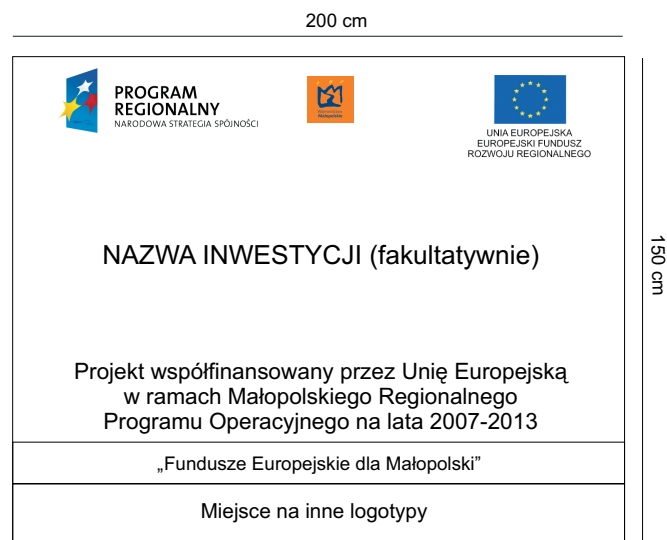 200 cm
PROGRAM
REGIONALNY
NARODOWA STRATEGIA SPÓJNOŚCI
Województwo
Małopolskie
UNIA EUROPEJSKA
EUROPEJSKI FUNDUSZ
ROZWOJU REGIONALNEGO
150 cm
NAZWA INWESTYCJI (fakultatywnie)
Projekt współfinansowany przez Unię Europejską
w ramach Małopolskiego Regionalnego
Programu Operacyjnego na lata 2007-2013
„Fundusze Europejskie dla Małopolski”
Miejsce na inne logotypy